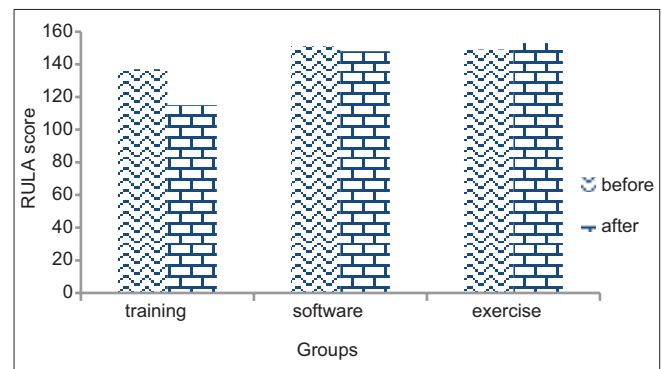 160
140
120
100
80
60
40
20
0
RULA score
training
software
exercise
Groups
before
after